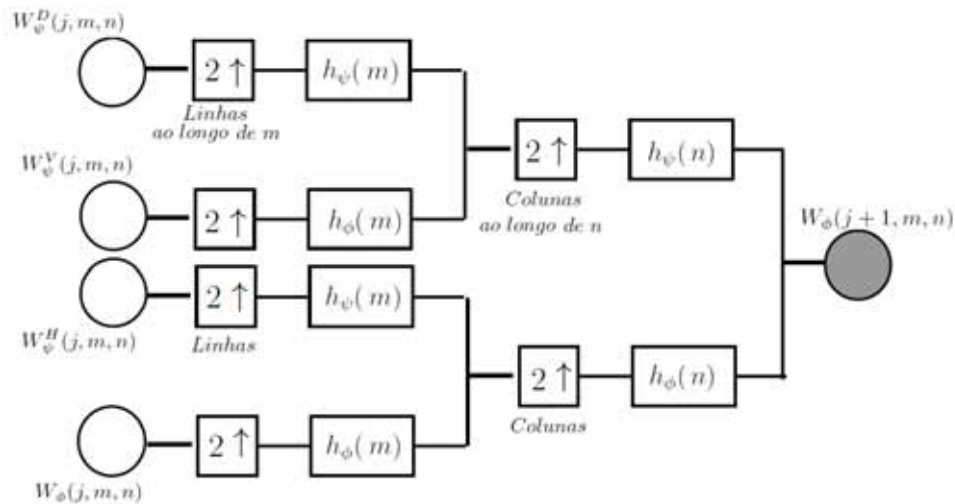 W_ψ^D(j, m, n)
2 ↑
h_ψ(m)
Linhas
ao longo de m
W_ψ^V(j, m, n)
2 ↑
h_ϕ(m)
2 ↑
h_ψ(n)
Colunas
ao longo de n
W_ϕ(j + 1, m, n)
2 ↑
h_ψ(m)
W_ψ^H(j, m, n)
Linhas
2 ↑
h_ϕ(n)
Colunas
2 ↑
h_ϕ(m)
W_ϕ(j, m, n)